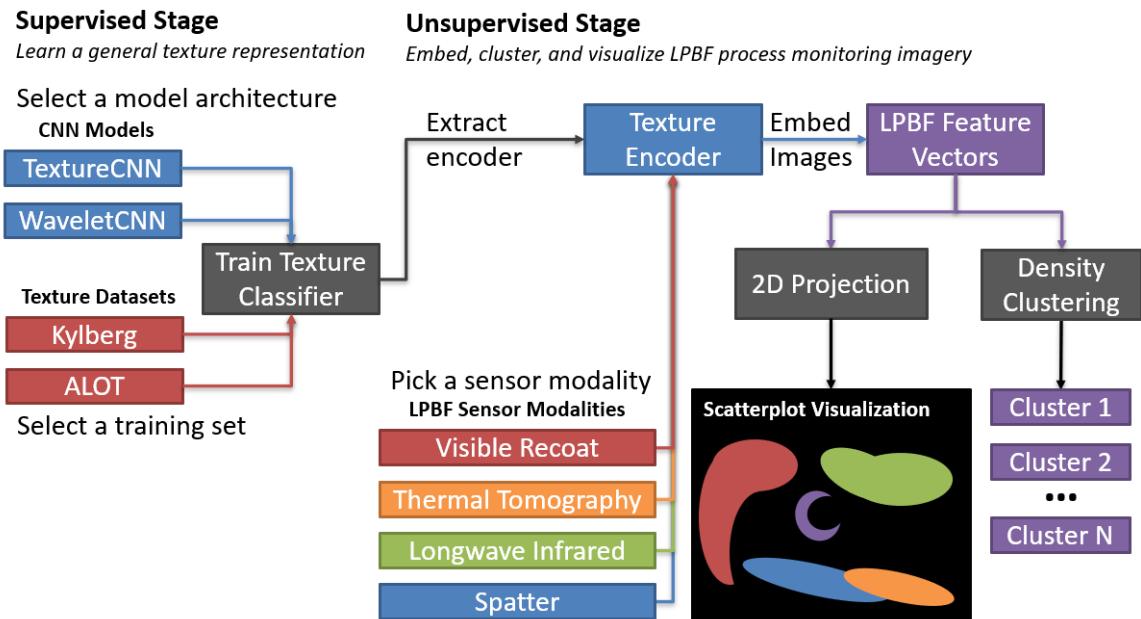 Supervised Stage
Learn a general texture representation
Select a model architecture
CNN Models
TextureCNN
WaveletCNN
Train Texture
Classifier
Texture Datasets
Kylberg
ALOT
Select a training set
Unsupervised Stage
Embed, cluster, and visualize LPBF process monitoring imagery
Extract
encoder
Texture
Encoder
Embed
Images
LPBF Feature
Vectors
2D Projection
Density
Clustering
Pick a sensor modality
LPBF Sensor Modalities
Visible Recoat
Thermal Tomography
Longwave Infrared
Spatter
Scatterplot Visualization
Cluster 1
Cluster 2
...
Cluster N